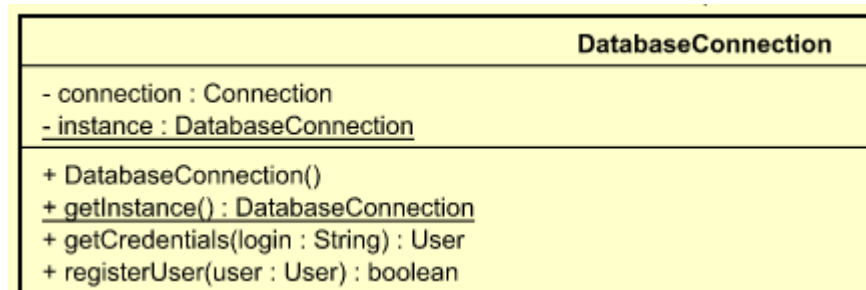 DatabaseConnection
- connection : Connection
- instance : DatabaseConnection
+ DatabaseConnection()
+ getInstance() : DatabaseConnection
+ getCredentials(login : String) : User
+ registerUser(user : User) : boolean